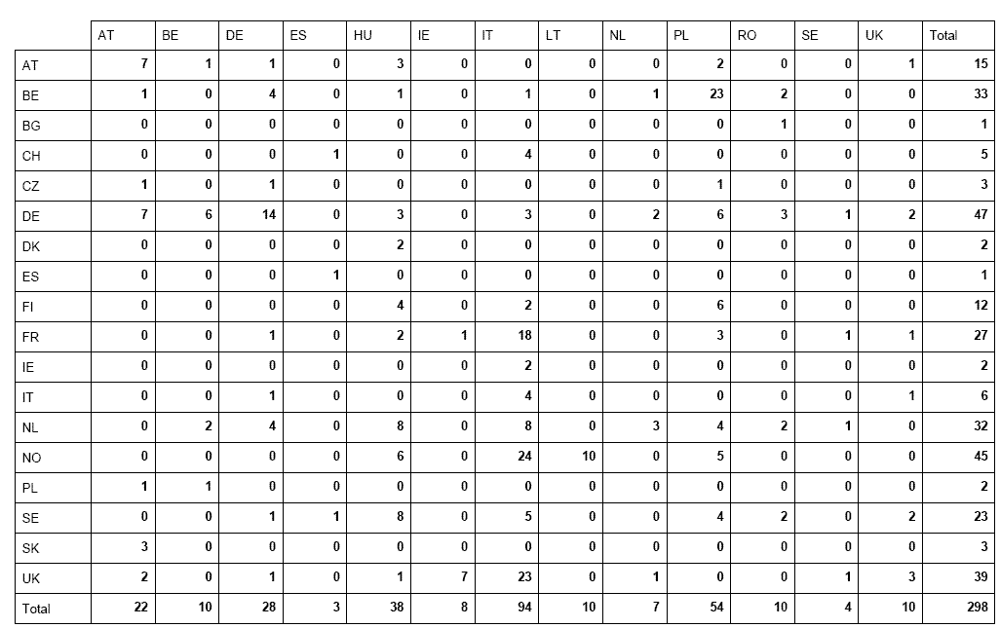 AT BE DE ES HU IE IT LT NL PL RO SE UK Total
AT 7 1 1 0 3 0 0 0 0 2 0 0 1 15
BE 1 0 4 0 1 0 1 0 1 23 2 0 0 33
BG 0 0 0 0 0 0 0 0 0 0 1 0 0 1
CH 0 0 0 1 0 0 4 0 0 0 0 0 0 5
CZ 1 0 1 0 0 0 0 0 0 1 0 0 0 3
DE 7 6 14 0 3 0 3 0 2 6 3 1 2 47
DK 0 0 0 0 2 0 0 0 0 0 0 0 0 2
ES 0 0 0 1 0 0 0 0 0 0 0 0 0 1
FI 0 0 0 0 4 0 2 0 0 6 0 0 0 12
FR 0 0 1 0 2 1 18 0 0 3 0 1 1 27
IE 0 0 0 0 0 0 2 0 0 0 0 0 0 2
IT 0 0 1 0 0 0 4 0 0 0 0 0 1 6
NL 0 2 4 0 8 0 8 0 3 4 2 1 0 32
NO 0 0 0 0 6 0 24 10 0 5 0 0 0 45
PL 1 1 0 0 0 0 0 0 0 0 0 0 0 2
SE 0 0 1 1 8 0 5 0 0 4 2 0 2 23
SK 3 0 0 0 0 0 0 0 0 0 0 0 0 3
UK 2 0 1 0 1 7 23 0 1 0 0 1 3 39
Total 22 10 28 3 38 8 94 10 7 54 10 4 10 298